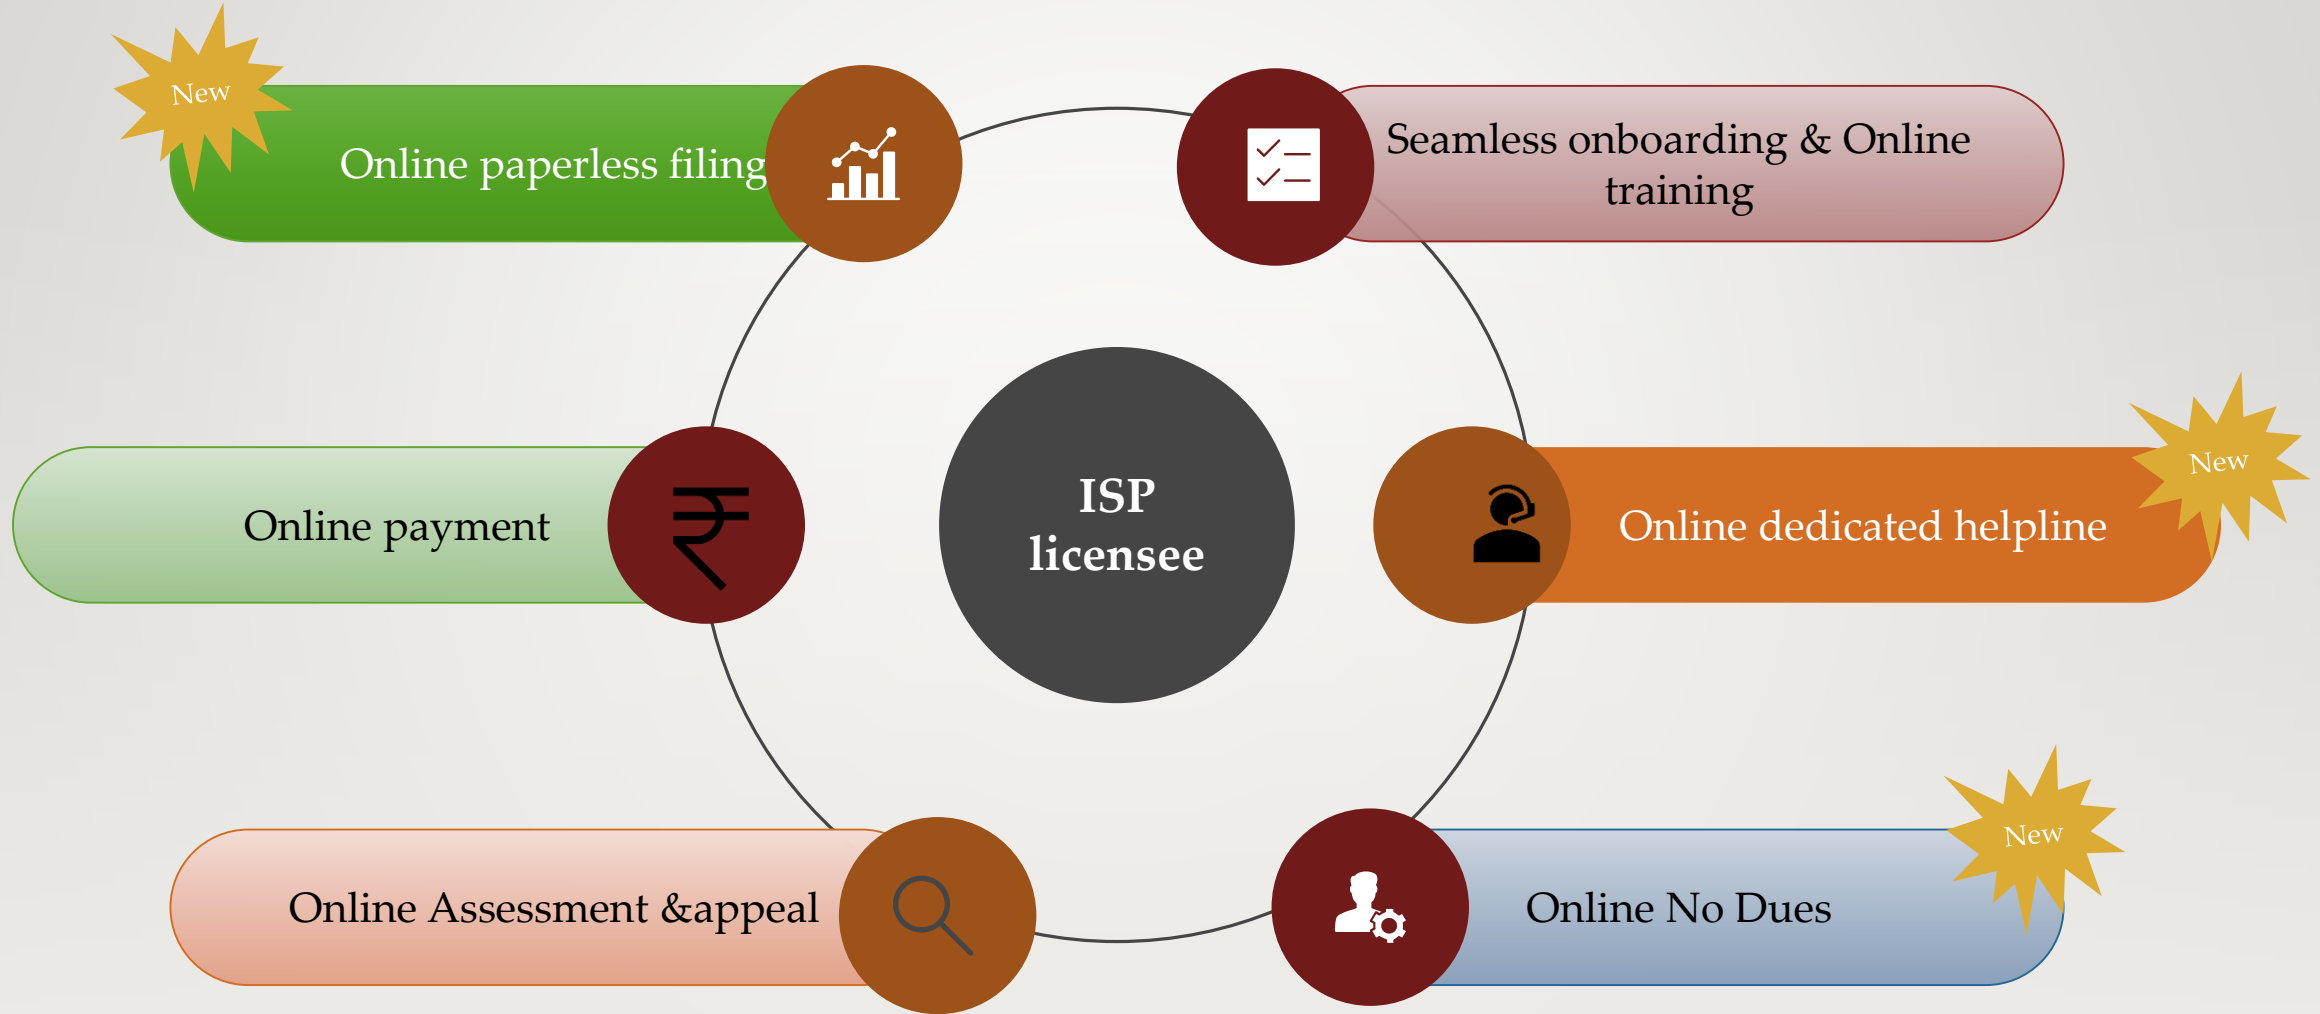 New
Online paperless filing
Seamless onboarding & Online
training
Online payment
ISP
licensee
Online dedicated helpline
New
Online Assessment &appeal
Online No Dues
New